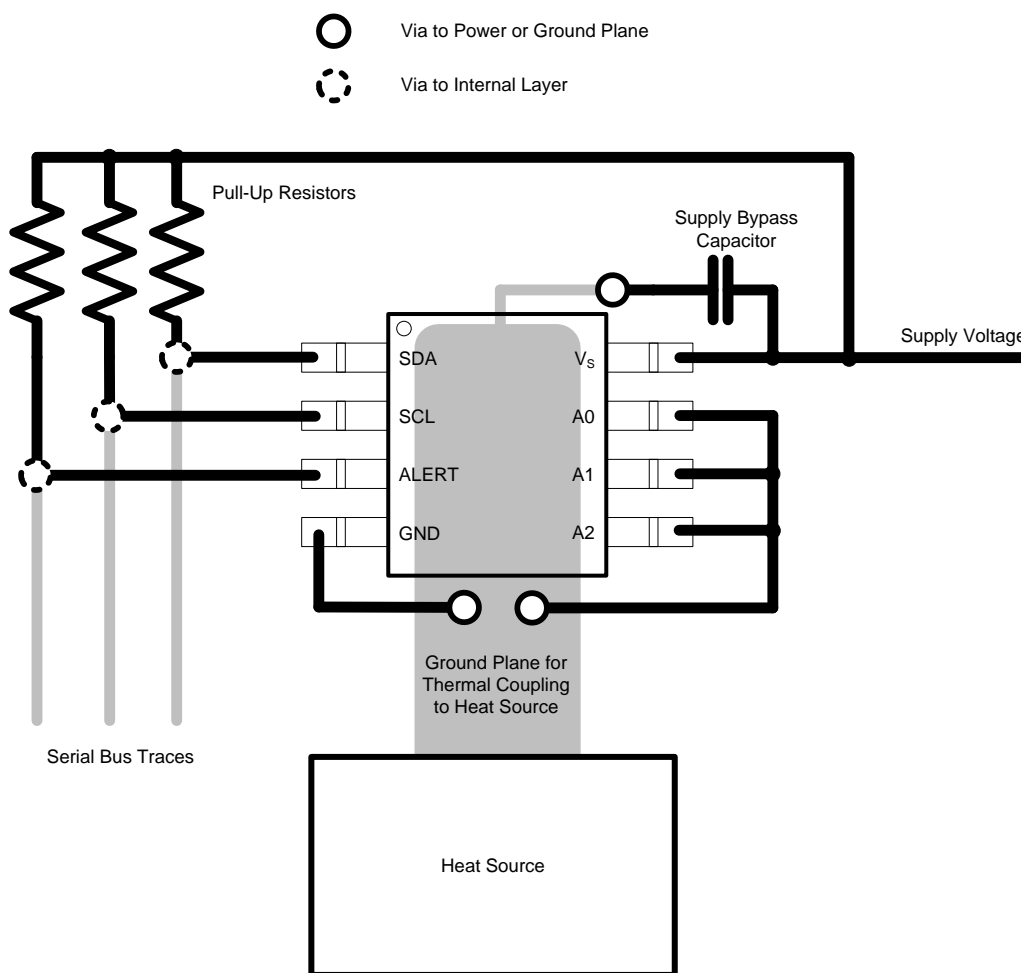 Via to Power or Ground Plane
Via to Internal Layer
Pull-Up Resistors
Supply Bypass
Capacitor
Supply Voltage
SDA
SCL
ALERT
GND
VS
A0
A1
A2
Ground Plane for
Thermal Coupling
to Heat Source
Serial Bus Traces
Heat Source